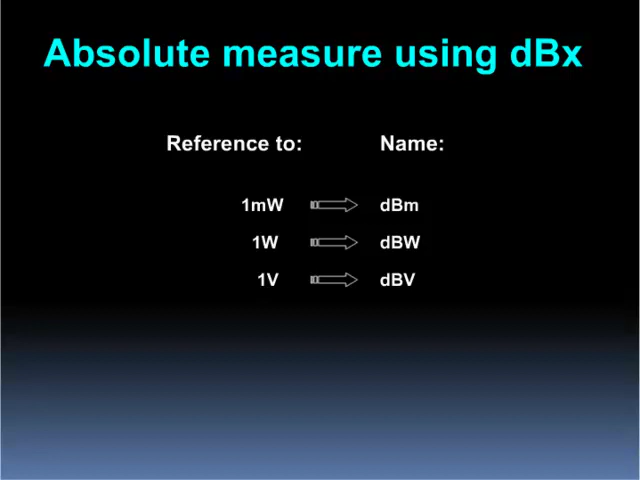 Absolute measure using dBx
Reference to: Name:
1mW dBm
1W dBW
1V dBV